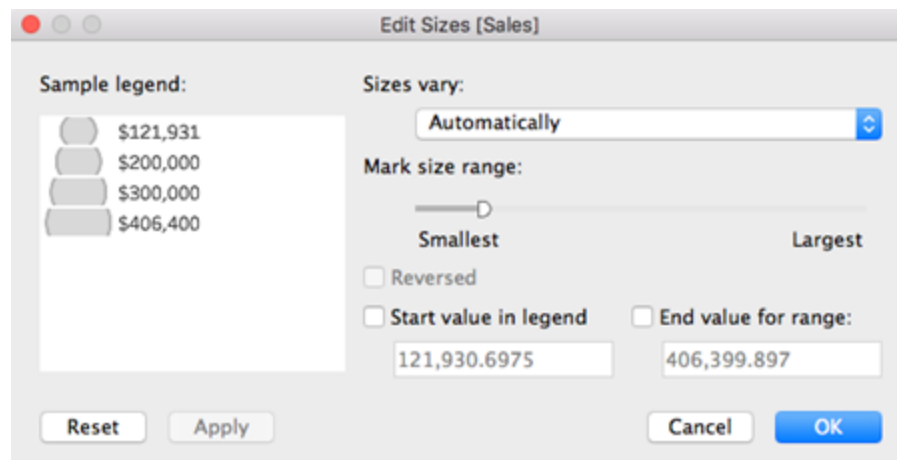 Edit Sizes [Sales]
Sample legend:
$121,931
$200,000
$300,000
$406,400
Sizes vary:
Automatically
Mark size range:
Smallest
Largest
Reversed
Start value in legend
End value for range:
121,930.6975
406,399.897
Reset
Apply
Cancel
OK